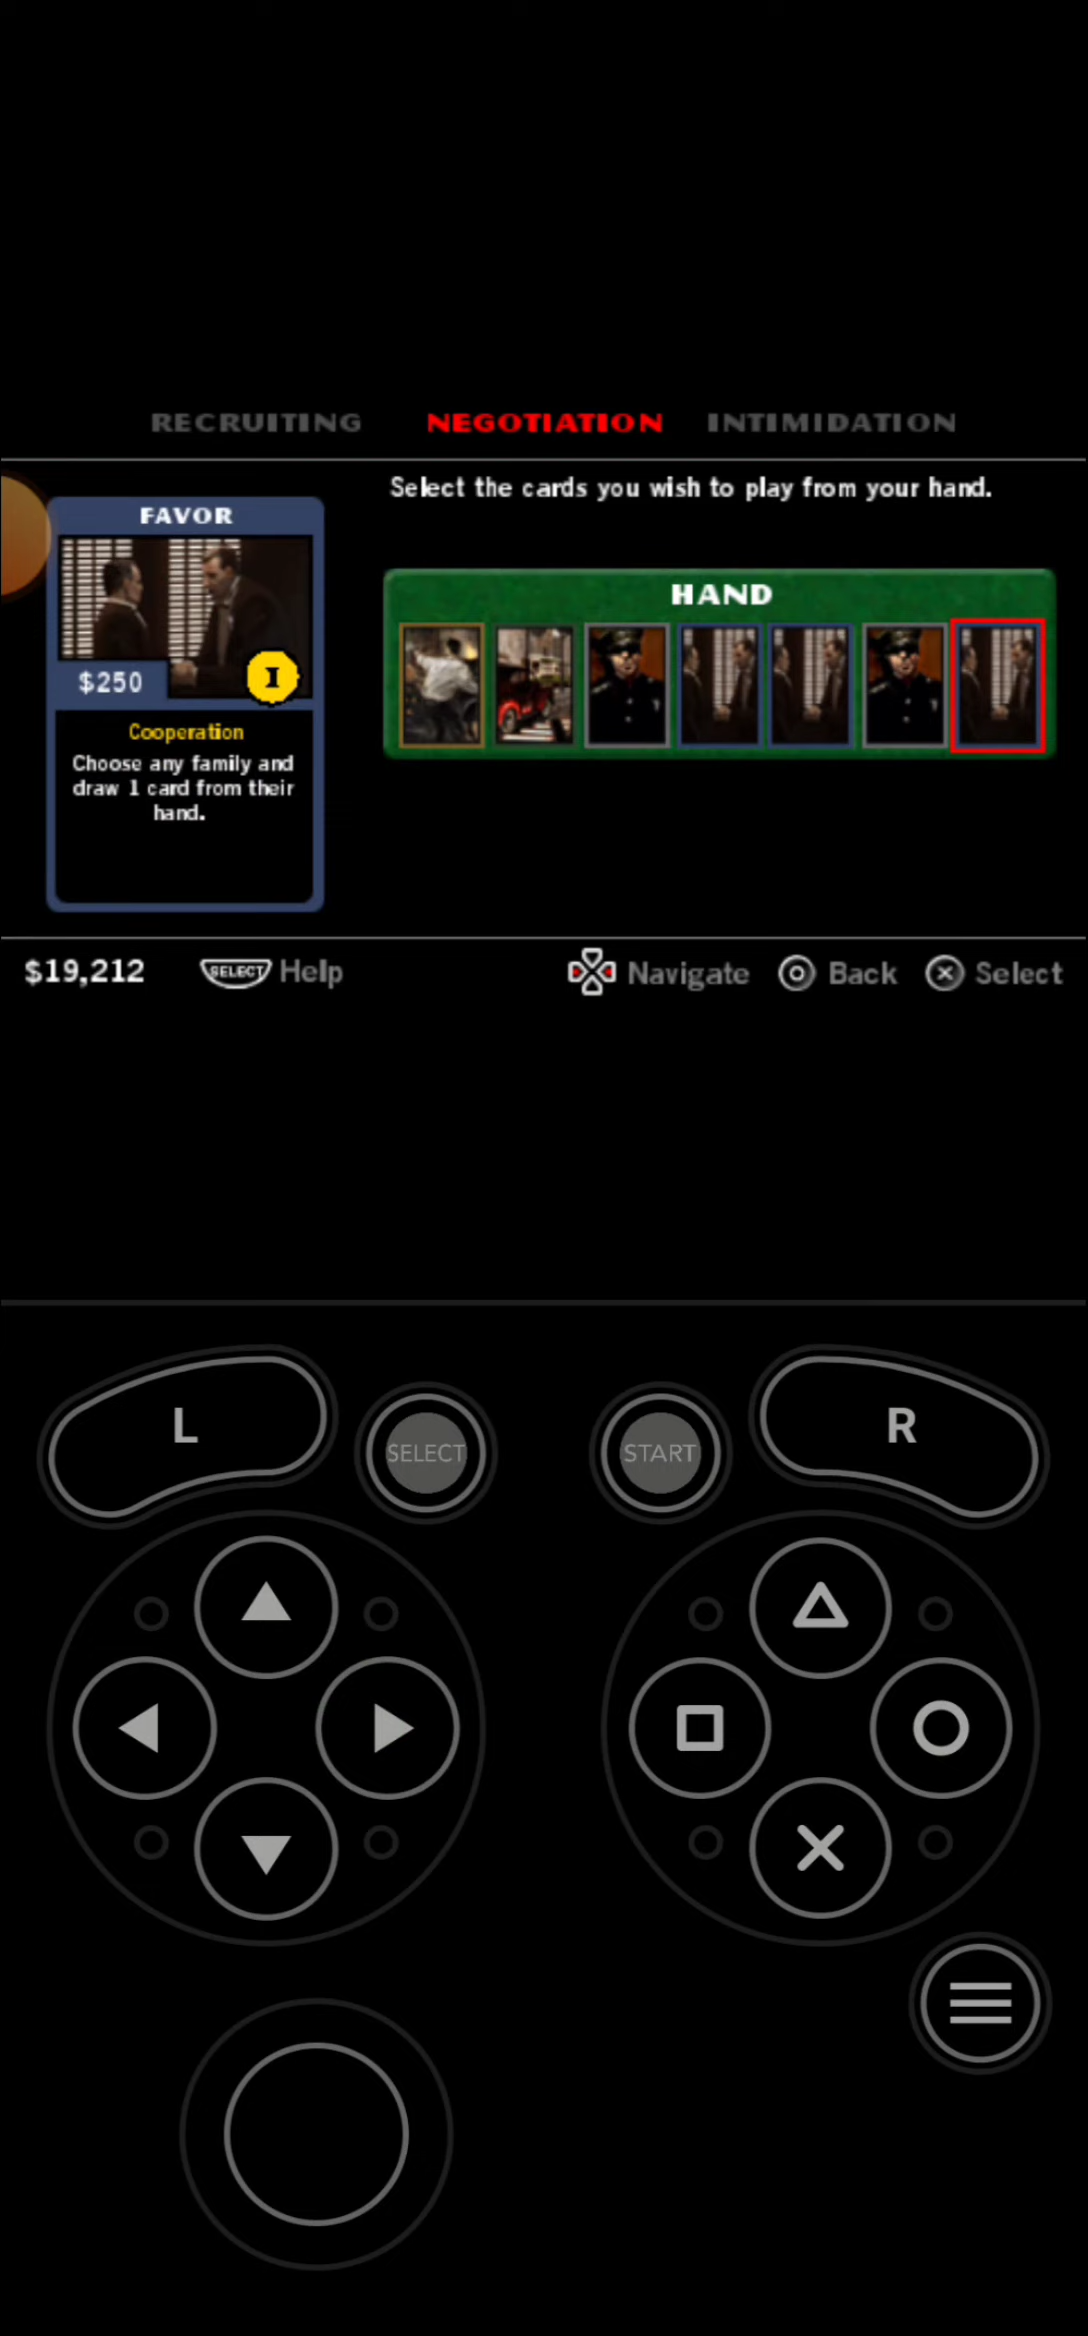 RECRUITING NEGOTIATION INTIMIDATION
Select the cards you wish to play from your hand.
FAVOR
HAND
$250
I
Cooperation
Choose any family and
draw 1 card from their
hand.
$19,212 SELECT Help Navigate Back Select
L SELECT START R